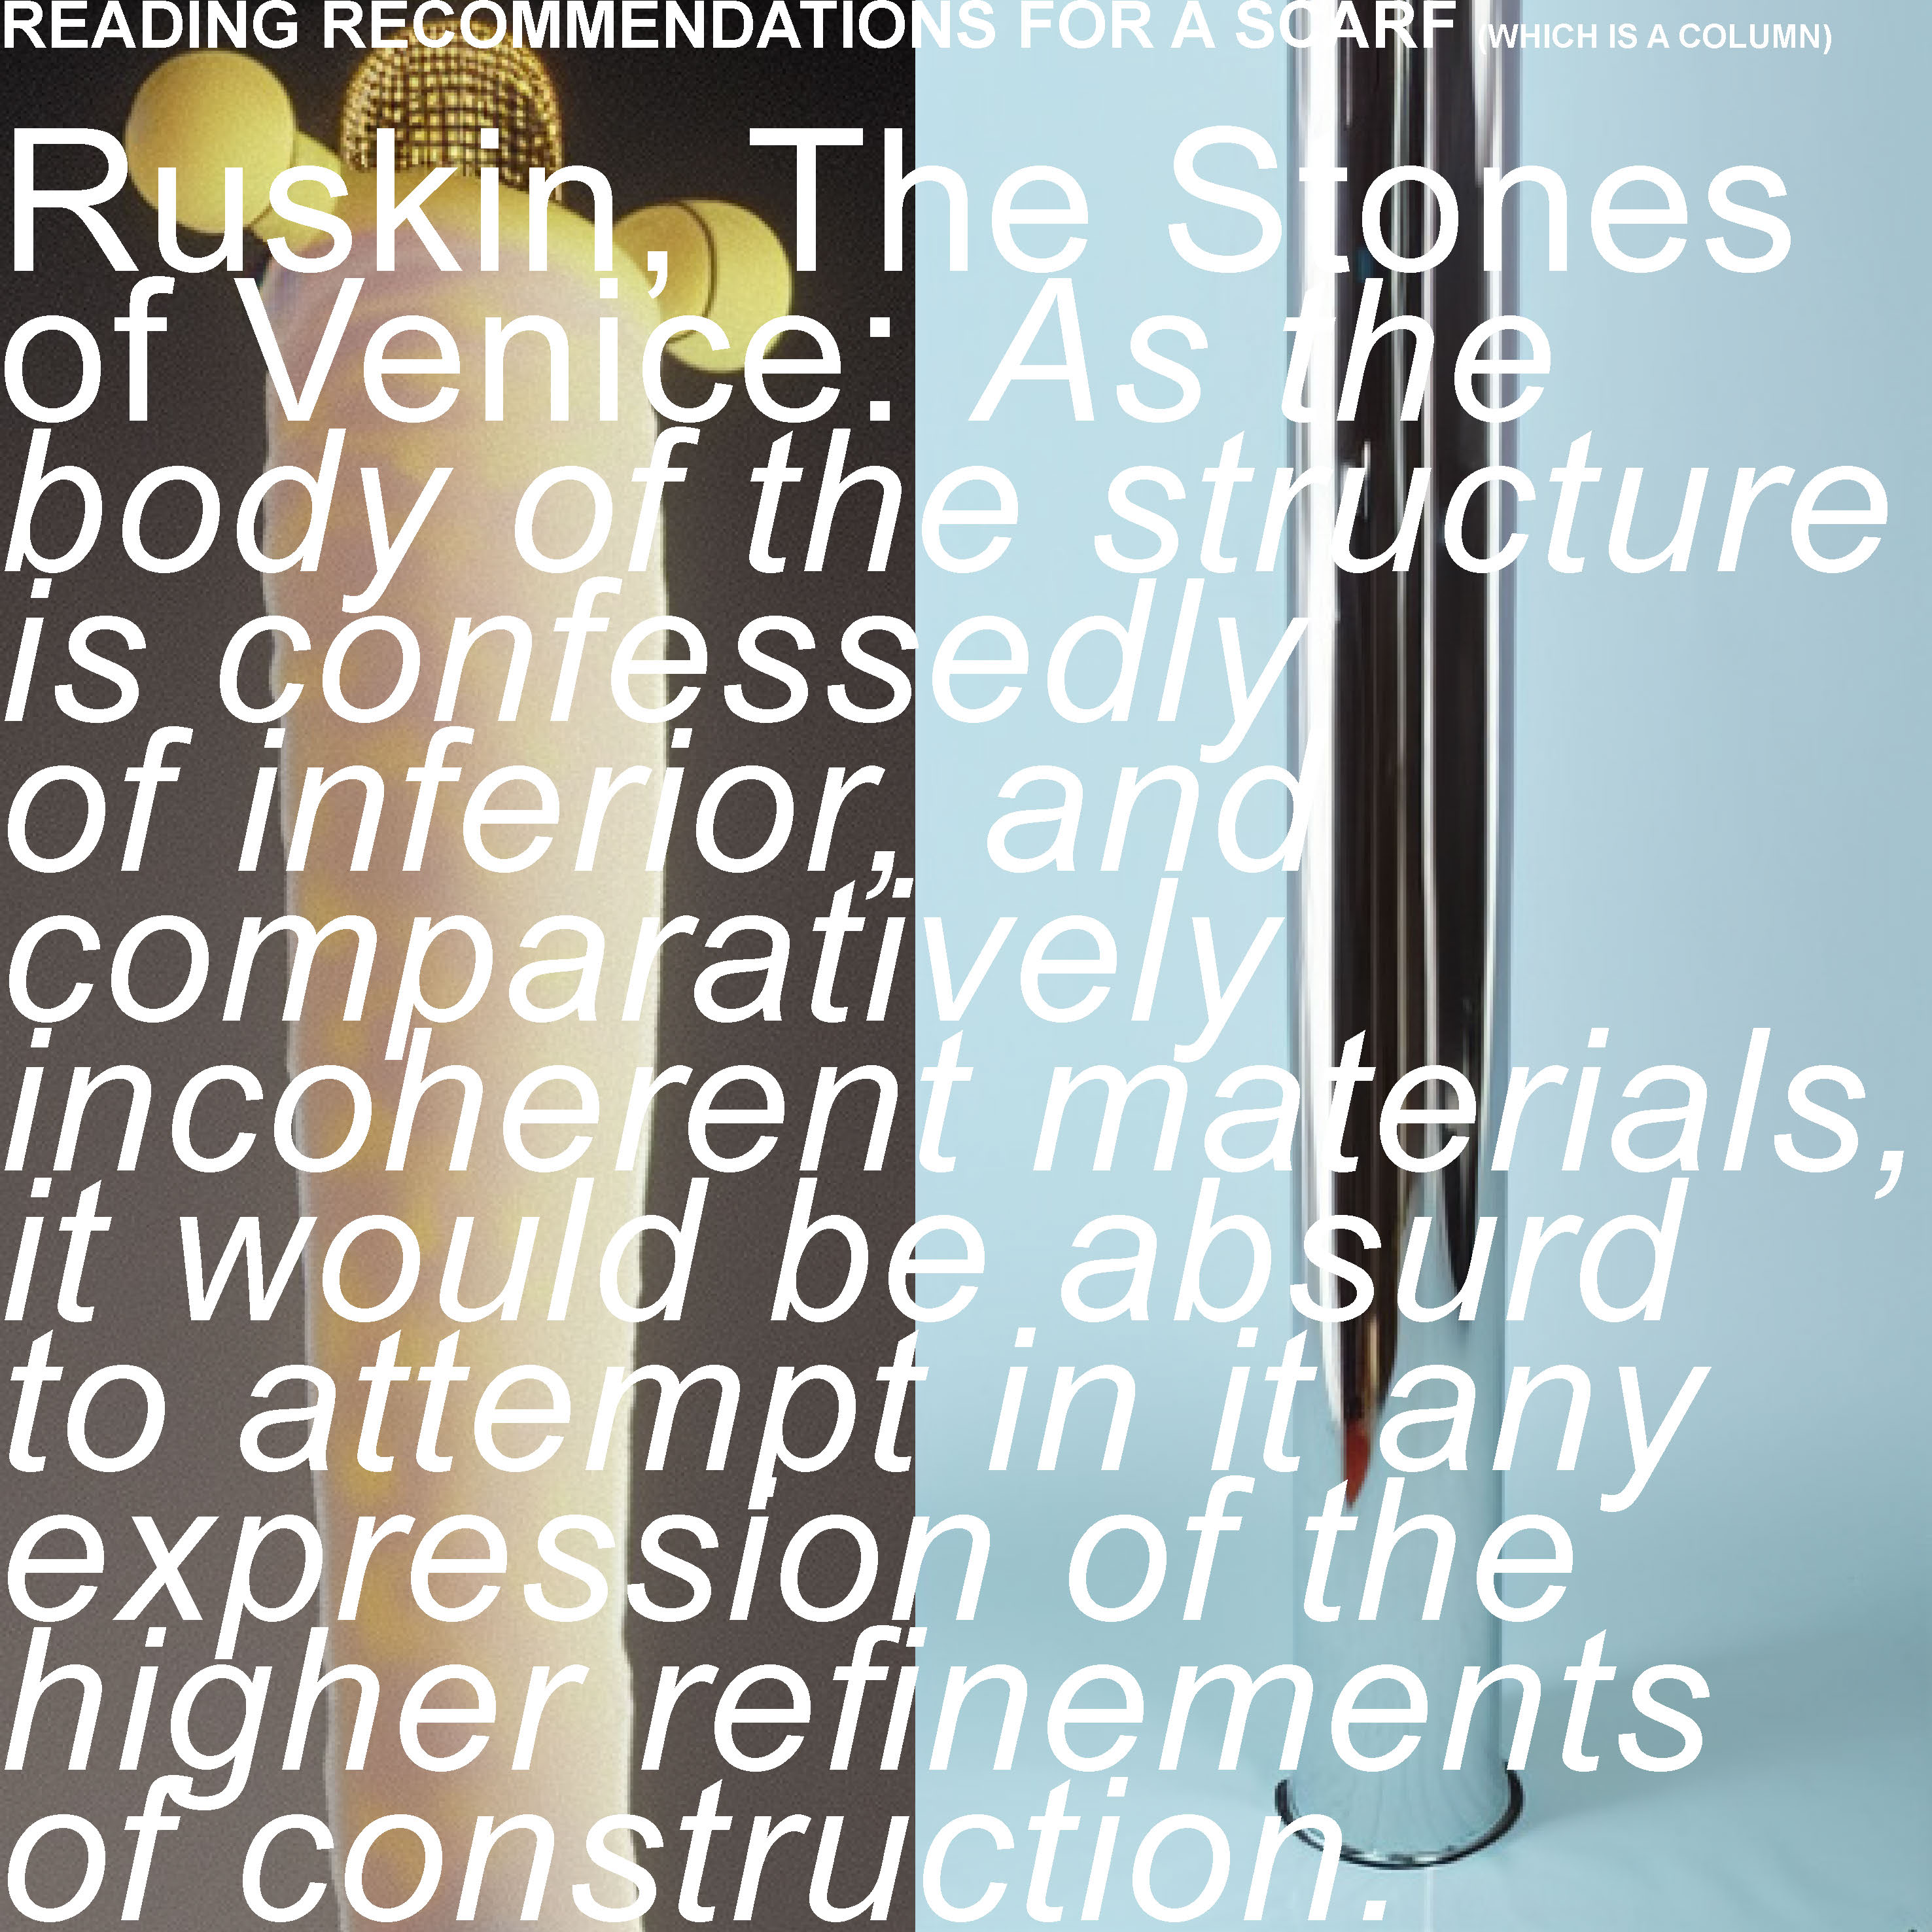 READING RECOMMENDATIONS FOR A SCARF (WHICH IS A COLUMN)
Ruskin, The Stones
of Venice: As the
body of the structure
is confessedly
of inferior, and
comparatively
incoherent materials,
it would be absurd
to attempt in it any
expression of the
higher refinements
of construction.